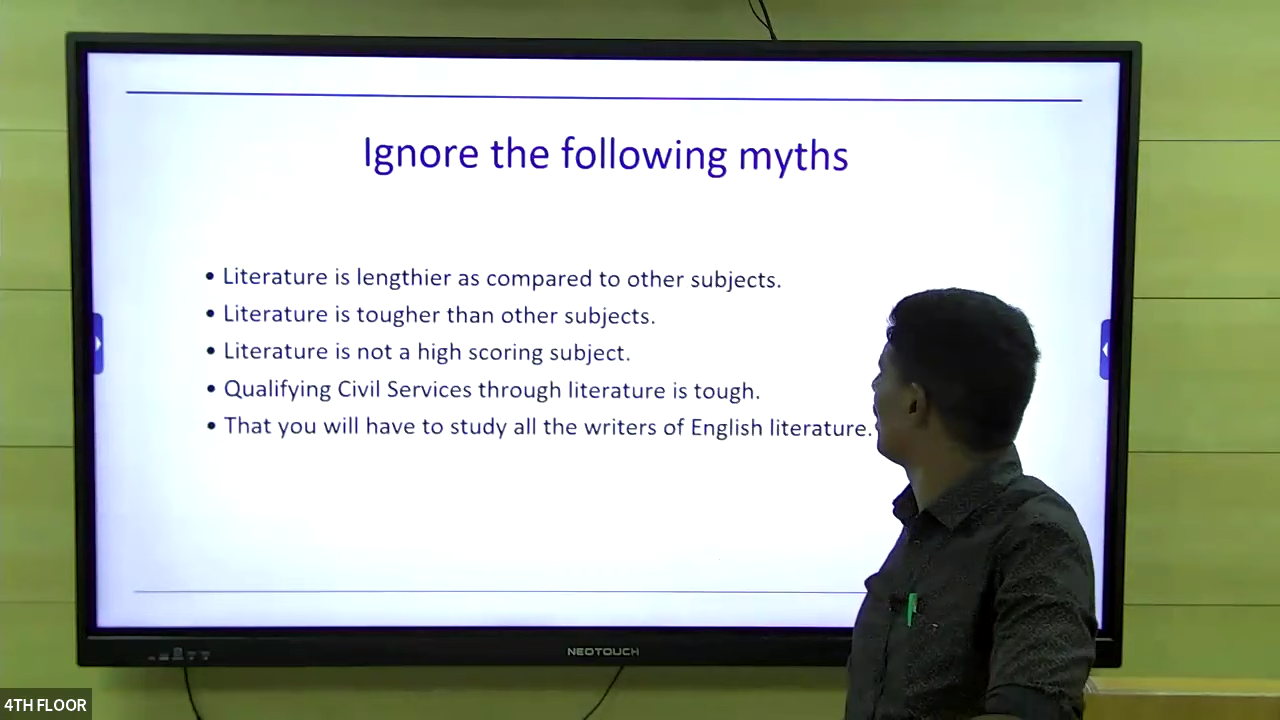 Ignore the following myths
• Literature is lengthier as compared to other subjects.
• Literature is tougher than other subjects.
• Literature is not a high scoring subject.
• Qualifying Civil Services through literature is tough.
• That you will have to study all the writers of English literature.
NEOTOUCH
4TH FLOOR